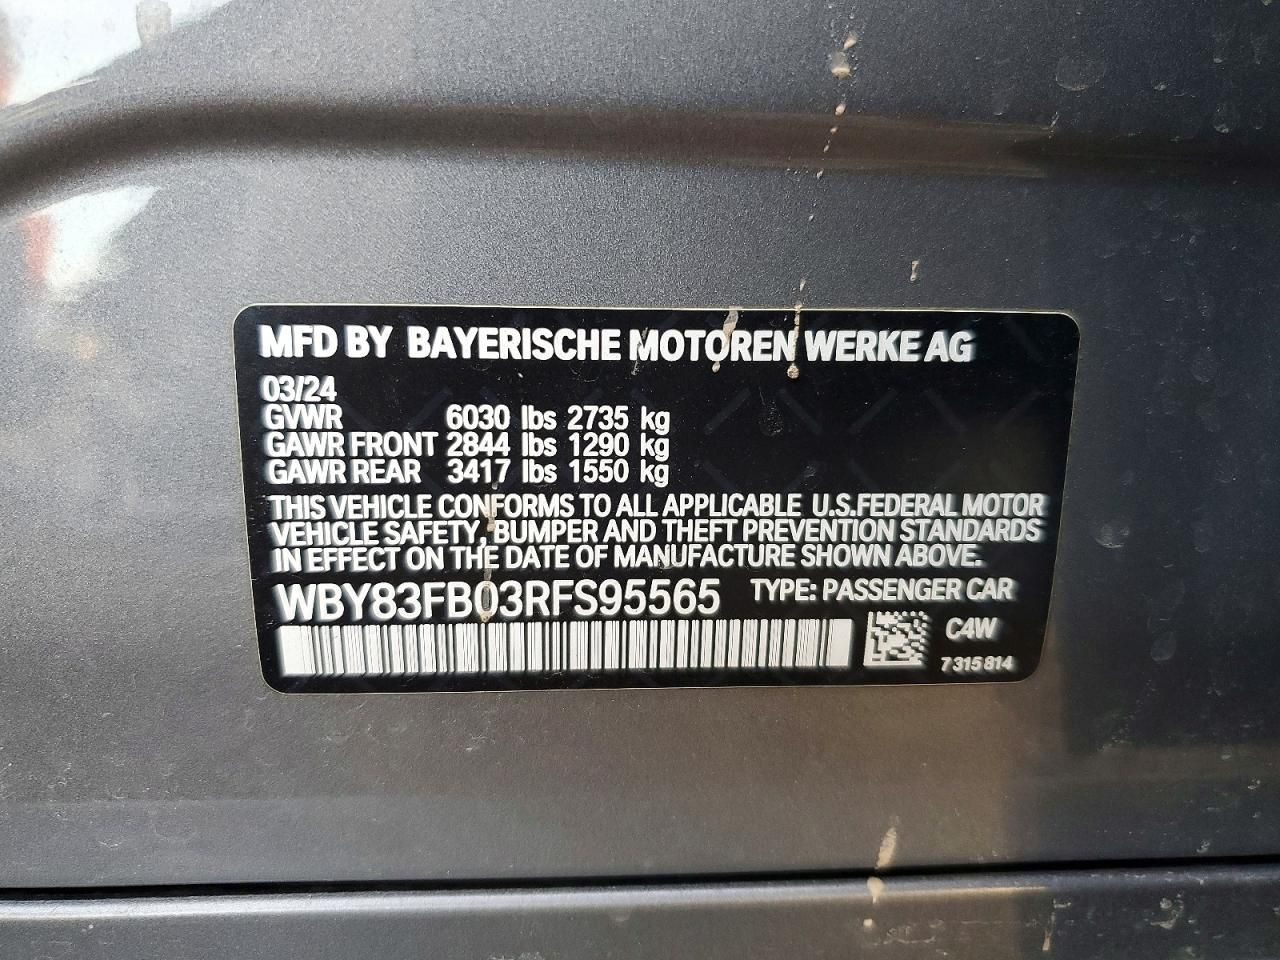 MFD BY BAYERISCHE MOTOREN WERKE AG
03/24
GVWR 6030 lbs 2735 kg
GAWR FRONT 2844 lbs 1290 kg
GAWR REAR 3417 lbs 1550 kg
THIS VEHICLE CONFORMS TO ALL APPLICABLE U.S.FEDERAL MOTOR
VEHICLE SAFETY, BUMPER AND THEFT PREVENTION STANDARDS
IN EFFECT ON THE DATE OF MANUFACTURE SHOWN ABOVE.
WBY83FB03RFS95565 TYPE: PASSENGER CAR
C4W
7315814